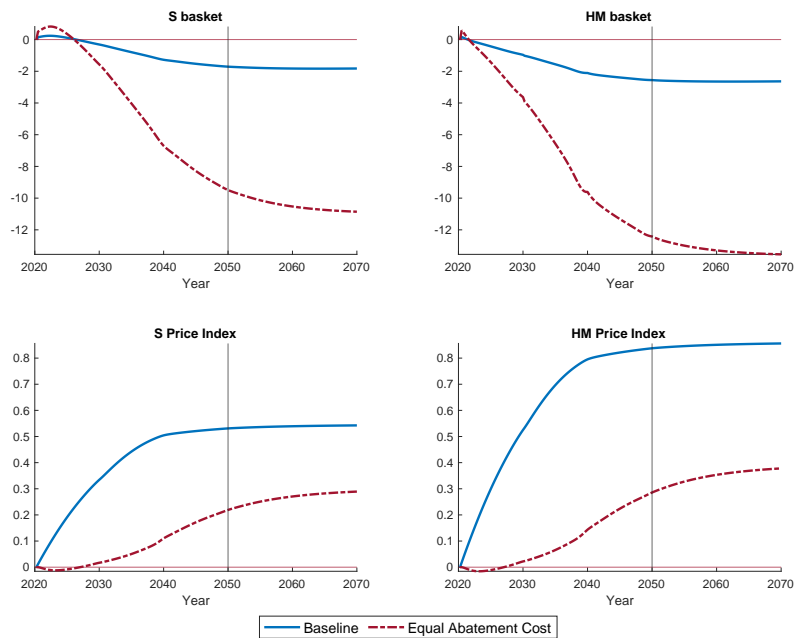 S basket
0
-2
-4
-6
-8
-10
-12
2020 2030 2040 2050 2060 2070
Year
HM basket
0
-2
-4
-6
-8
-10
-12
2020 2030 2040 2050 2060 2070
Year
S Price Index
0.8
0.7
0.6
0.5
0.4
0.3
0.2
0.1
0
2020 2030 2040 2050 2060 2070
Year
HM Price Index
0.8
0.7
0.6
0.5
0.4
0.3
0.2
0.1
0
2020 2030 2040 2050 2060 2070
Year
Baseline Equal Abatement Cost